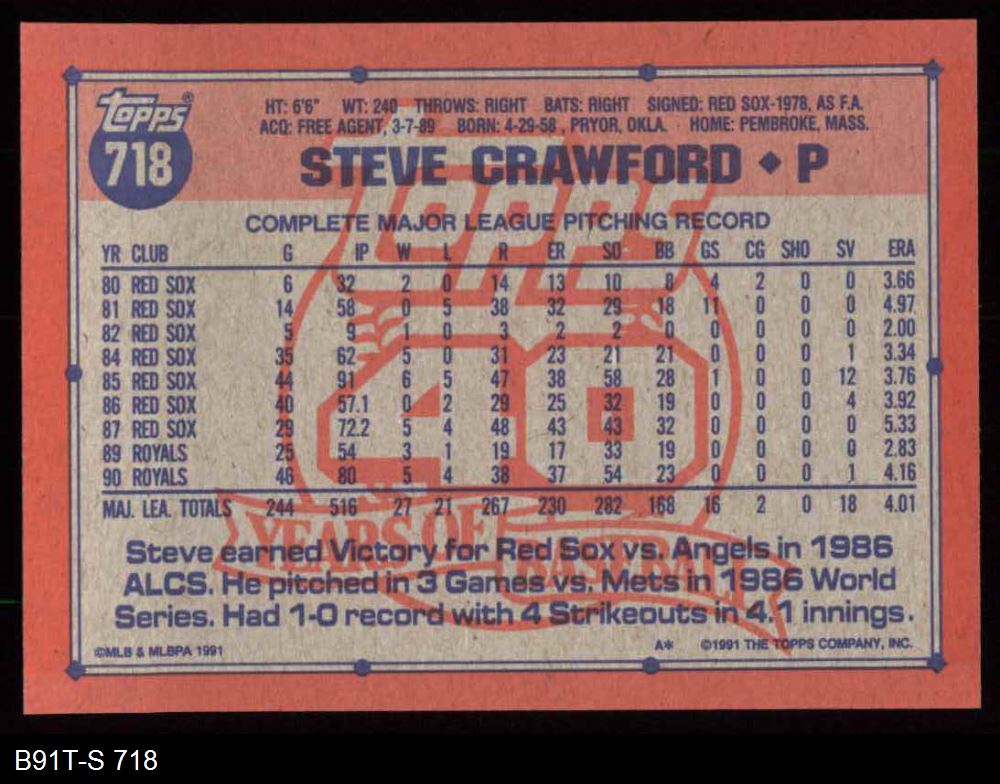 Topps®
718
HT: 6'6" WT: 240 THROWS: RIGHT BATS: RIGHT SIGNED: RED SOX-1978, AS F.A.
ACQ: FREE AGENT, 3-7-89 BORN: 4-29-58, PRYOR, OKLA. HOME: PEMBROKE, MASS.
STEVE CRAWFORD ◆ P
COMPLETE MAJOR LEAGUE PITCHING RECORD
YR CLUB G IP W L R ER SO BB GS CG SHO SV ERA
80 RED SOX 6 32 2 0 14 13 10 8 4 2 0 0 3.66
81 RED SOX 14 58 0 5 38 32 29 18 11 0 0 0 4.97
82 RED SOX 5 9 1 0 3 2 2 0 0 0 0 0 2.00
84 RED SOX 35 62 5 0 31 23 21 21 0 0 0 1 3.34
85 RED SOX 44 91 6 5 47 38 58 28 1 0 0 12 3.76
86 RED SOX 40 57.1 0 2 29 25 32 19 0 0 0 4 3.92
87 RED SOX 29 72.2 5 4 48 43 43 32 0 0 0 0 5.33
89 ROYALS 25 54 3 1 19 17 33 19 0 0 0 0 2.83
90 ROYALS 46 80 5 4 38 37 54 23 0 0 0 1 4.16
MAJ. LEA. TOTALS 244 516 27 21 267 230 282 168 16 2 0 18 4.01
Topps
40
YEARS OF
BASEBALL
Steve earned Victory for Red Sox vs. Angels in 1986
ALCS. He pitched in 3 Games vs. Mets in 1986 World
Series. Had 1-0 record with 4 Strikeouts in 4.1 innings.
©MLB & MLBPA 1991 A* ©1991 THE TOPPS COMPANY, INC.
B91T-S 718